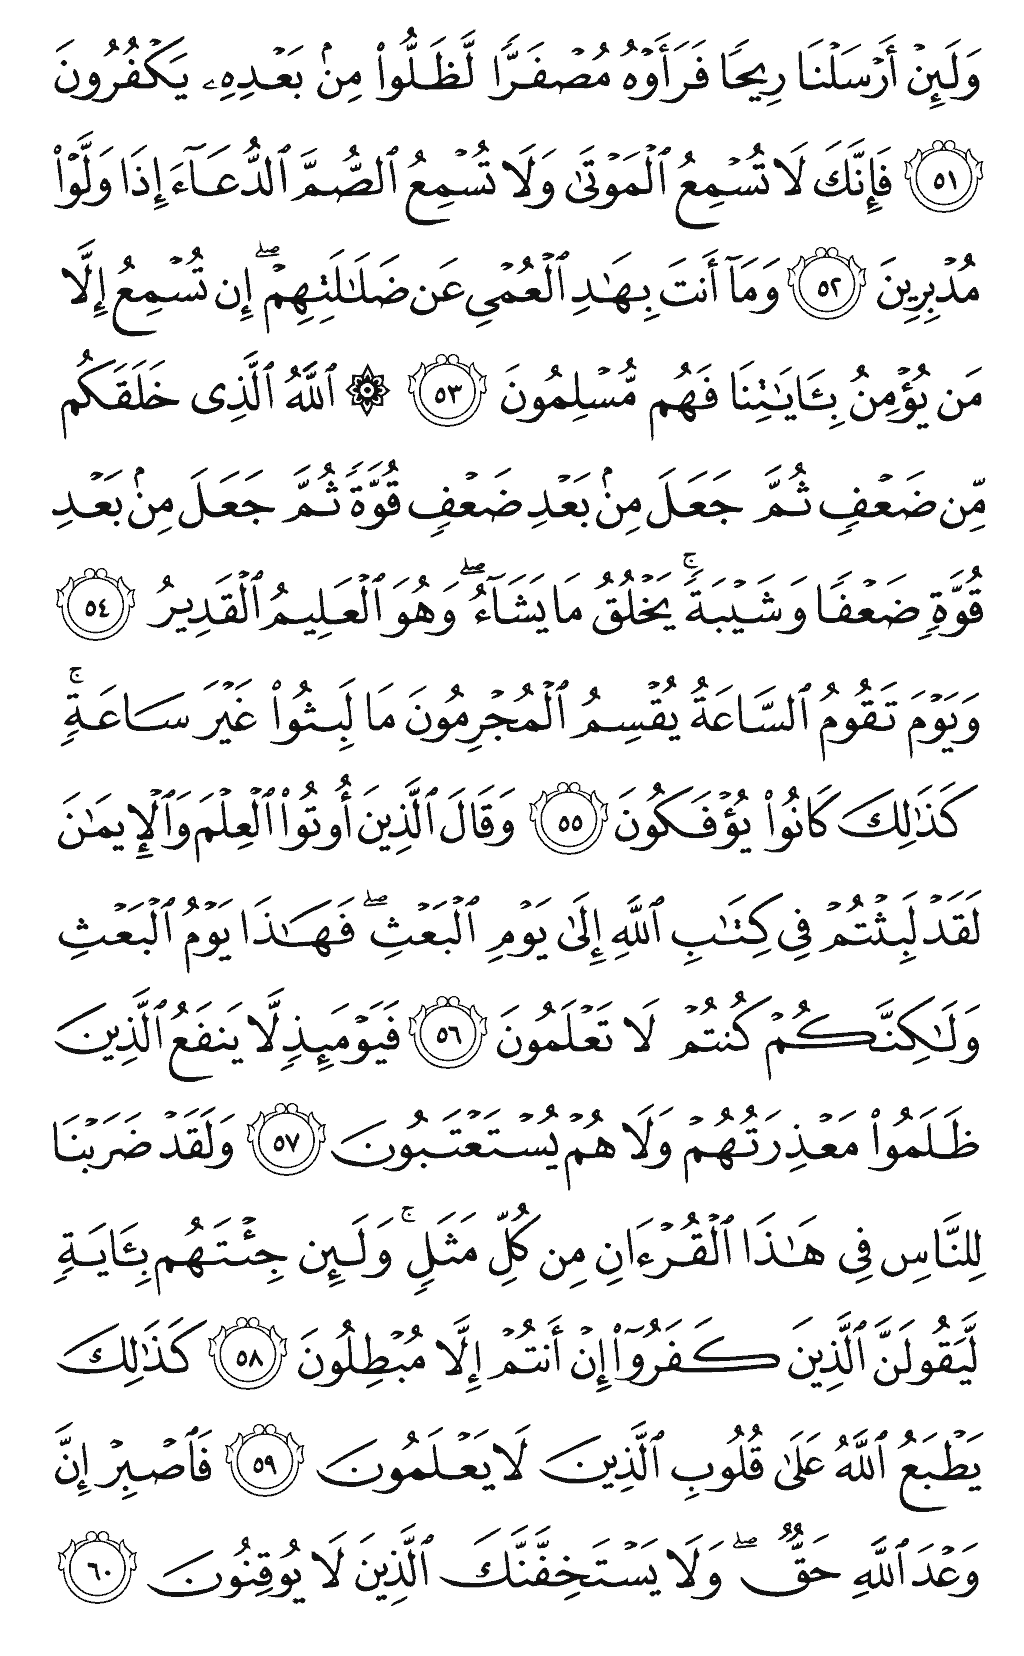 وَلَئِنْ أَرْسَلْنَا رِيحًا فَرَأَوْهُ مُصْفَرًّا لَّظَلُّوا۟ مِنۢ بَعْدِهِۦ يَكْفُرُونَ
٥١ فَإِنَّكَ لَا تُسْمِعُ ٱلْمَوْتَىٰ وَلَا تُسْمِعُ ٱلصُّمَّ ٱلدُّعَآءَ إِذَا وَلَّوْا۟
مُدْبِرِينَ ٥٢ وَمَآ أَنتَ بِهَـٰدِ ٱلْعُمْىِ عَن ضَلَـٰلَتِهِمْ ۖ إِن تُسْمِعُ إِلَّا
مَن يُؤْمِنُ بِـَٔايَـٰتِنَا فَهُم مُّسْلِمُونَ ٥٣ ۞ ٱللَّهُ ٱلَّذِى خَلَقَكُم
مِّن ضَعْفٍ ثُمَّ جَعَلَ مِنۢ بَعْدِ ضَعْفٍ قُوَّةً ثُمَّ جَعَلَ مِنۢ بَعْدِ
قُوَّةٍ ضَعْفًا وَشَيْبَةً ۚ يَخْلُقُ مَا يَشَآءُ ۖ وَهُوَ ٱلْعَلِيمُ ٱلْقَدِيرُ ٥٤
وَيَوْمَ تَقُومُ ٱلسَّاعَةُ يُقْسِمُ ٱلْمُجْرِمُونَ مَا لَبِثُوا۟ غَيْرَ سَاعَةٍ ۚ
كَذَٰلِكَ كَانُوا۟ يُؤْفَكُونَ ٥٥ وَقَالَ ٱلَّذِينَ أُوتُوا۟ ٱلْعِلْمَ وَٱلْإِيمَـٰنَ
لَقَدْ لَبِثْتُمْ فِى كِتَـٰبِ ٱللَّهِ إِلَىٰ يَوْمِ ٱلْبَعْثِ ۖ فَهَـٰذَا يَوْمُ ٱلْبَعْثِ
وَلَـٰكِنَّكُمْ كُنتُمْ لَا تَعْلَمُونَ ٥٦ فَيَوْمَئِذٍ لَّا يَنفَعُ ٱلَّذِينَ
ظَلَمُوا۟ مَعْذِرَتُهُمْ وَلَا هُمْ يُسْتَعْتَبُونَ ٥٧ وَلَقَدْ ضَرَبْنَا
لِلنَّاسِ فِى هَـٰذَا ٱلْقُرْءَانِ مِن كُلِّ مَثَلٍ ۚ وَلَئِن جِئْتَهُم بِـَٔايَةٍ
لَّيَقُولَنَّ ٱلَّذِينَ كَفَرُوٓا۟ إِنْ أَنتُمْ إِلَّا مُبْطِلُونَ ٥٨ كَذَٰلِكَ
يَطْبَعُ ٱللَّهُ عَلَىٰ قُلُوبِ ٱلَّذِينَ لَا يَعْلَمُونَ ٥٩ فَٱصْبِرْ إِنَّ
وَعْدَ ٱللَّهِ حَقٌّ ۖ وَلَا يَسْتَخِفَّنَّكَ ٱلَّذِينَ لَا يُوقِنُونَ ٦٠